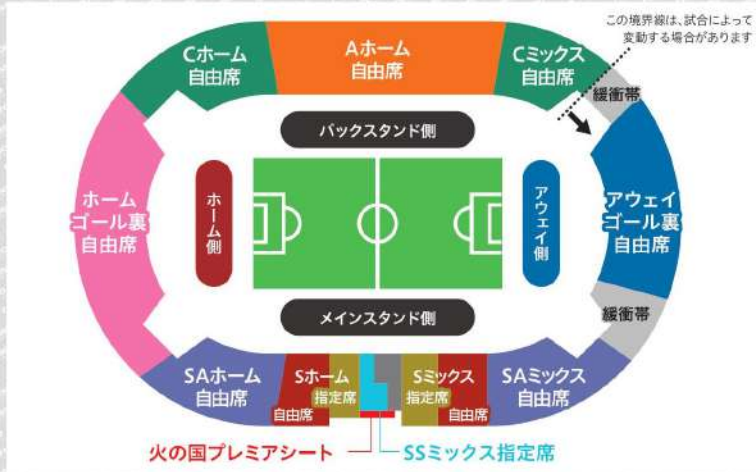 この境界線は、試合によって
変動する場合があります
Cホーム
自由席
Aホーム
自由席
Cミックス
自由席
緩衝帯
バックスタンド側
ホーム
ゴール裏
自由席
ホーム側
アウェイ側
アウェイ
ゴール裏
自由席
メインスタンド側
緩衝帯
SAホーム
自由席
Sホーム
指定席
自由席
Sミックス
指定席
自由席
SAミックス
自由席
火の国プレミアシート
SSミックス指定席